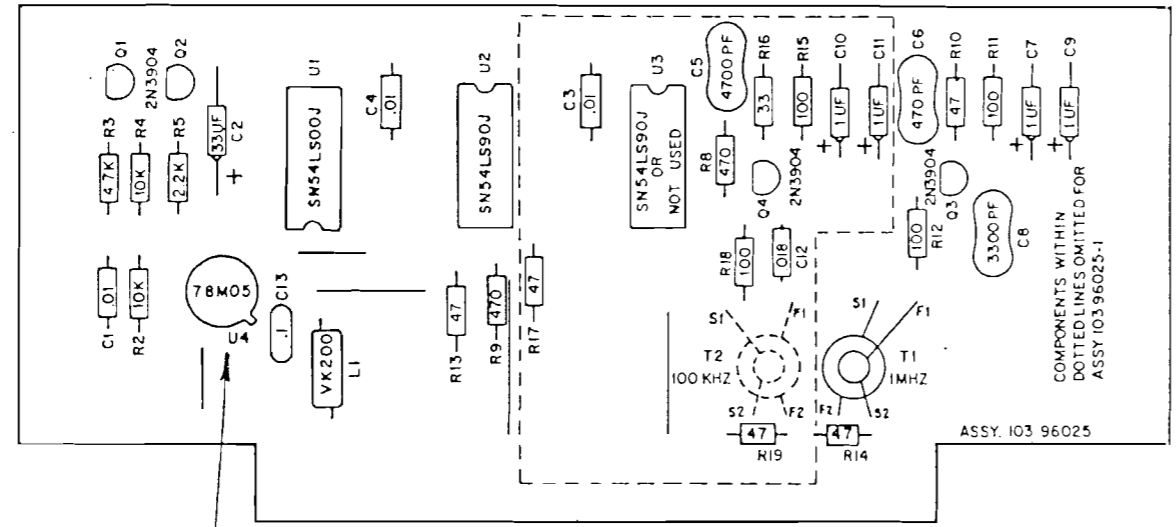 Q1
Q2
2N3904
R3
4.7K
R4
10K
R5
2.2K
33UF
C2
+
U1
SN54LS00J
C4
.01
U2
SN54LS90J
C3
.01
U3
SN54LS90J
OR
NOT USED
C5
4700 PF
R16
33
R15
100
C10
1 UF
+
C11
1 UF
+
C6
470 PF
R10
47
R11
100
C7
1 UF
+
C9
1 UF
+
R8
470
Q4
2N3904
2N3904
Q3
R12
100
3300 PF
C8
R18
100
.018
C12
C1
.01
R2
10K
78M05
U4
C13
.1
VK200
L1
R13
47
R9
470
R17
47
S1
F1
T2
100 KHZ
S2
F2
47
R19
S1
F1
T1
1MHZ
F2
S2
47
R14
COMPONENTS WITHIN
DOTTED LINES OMITTED FOR
ASSY 103 96025-1
ASSY. 103 96025